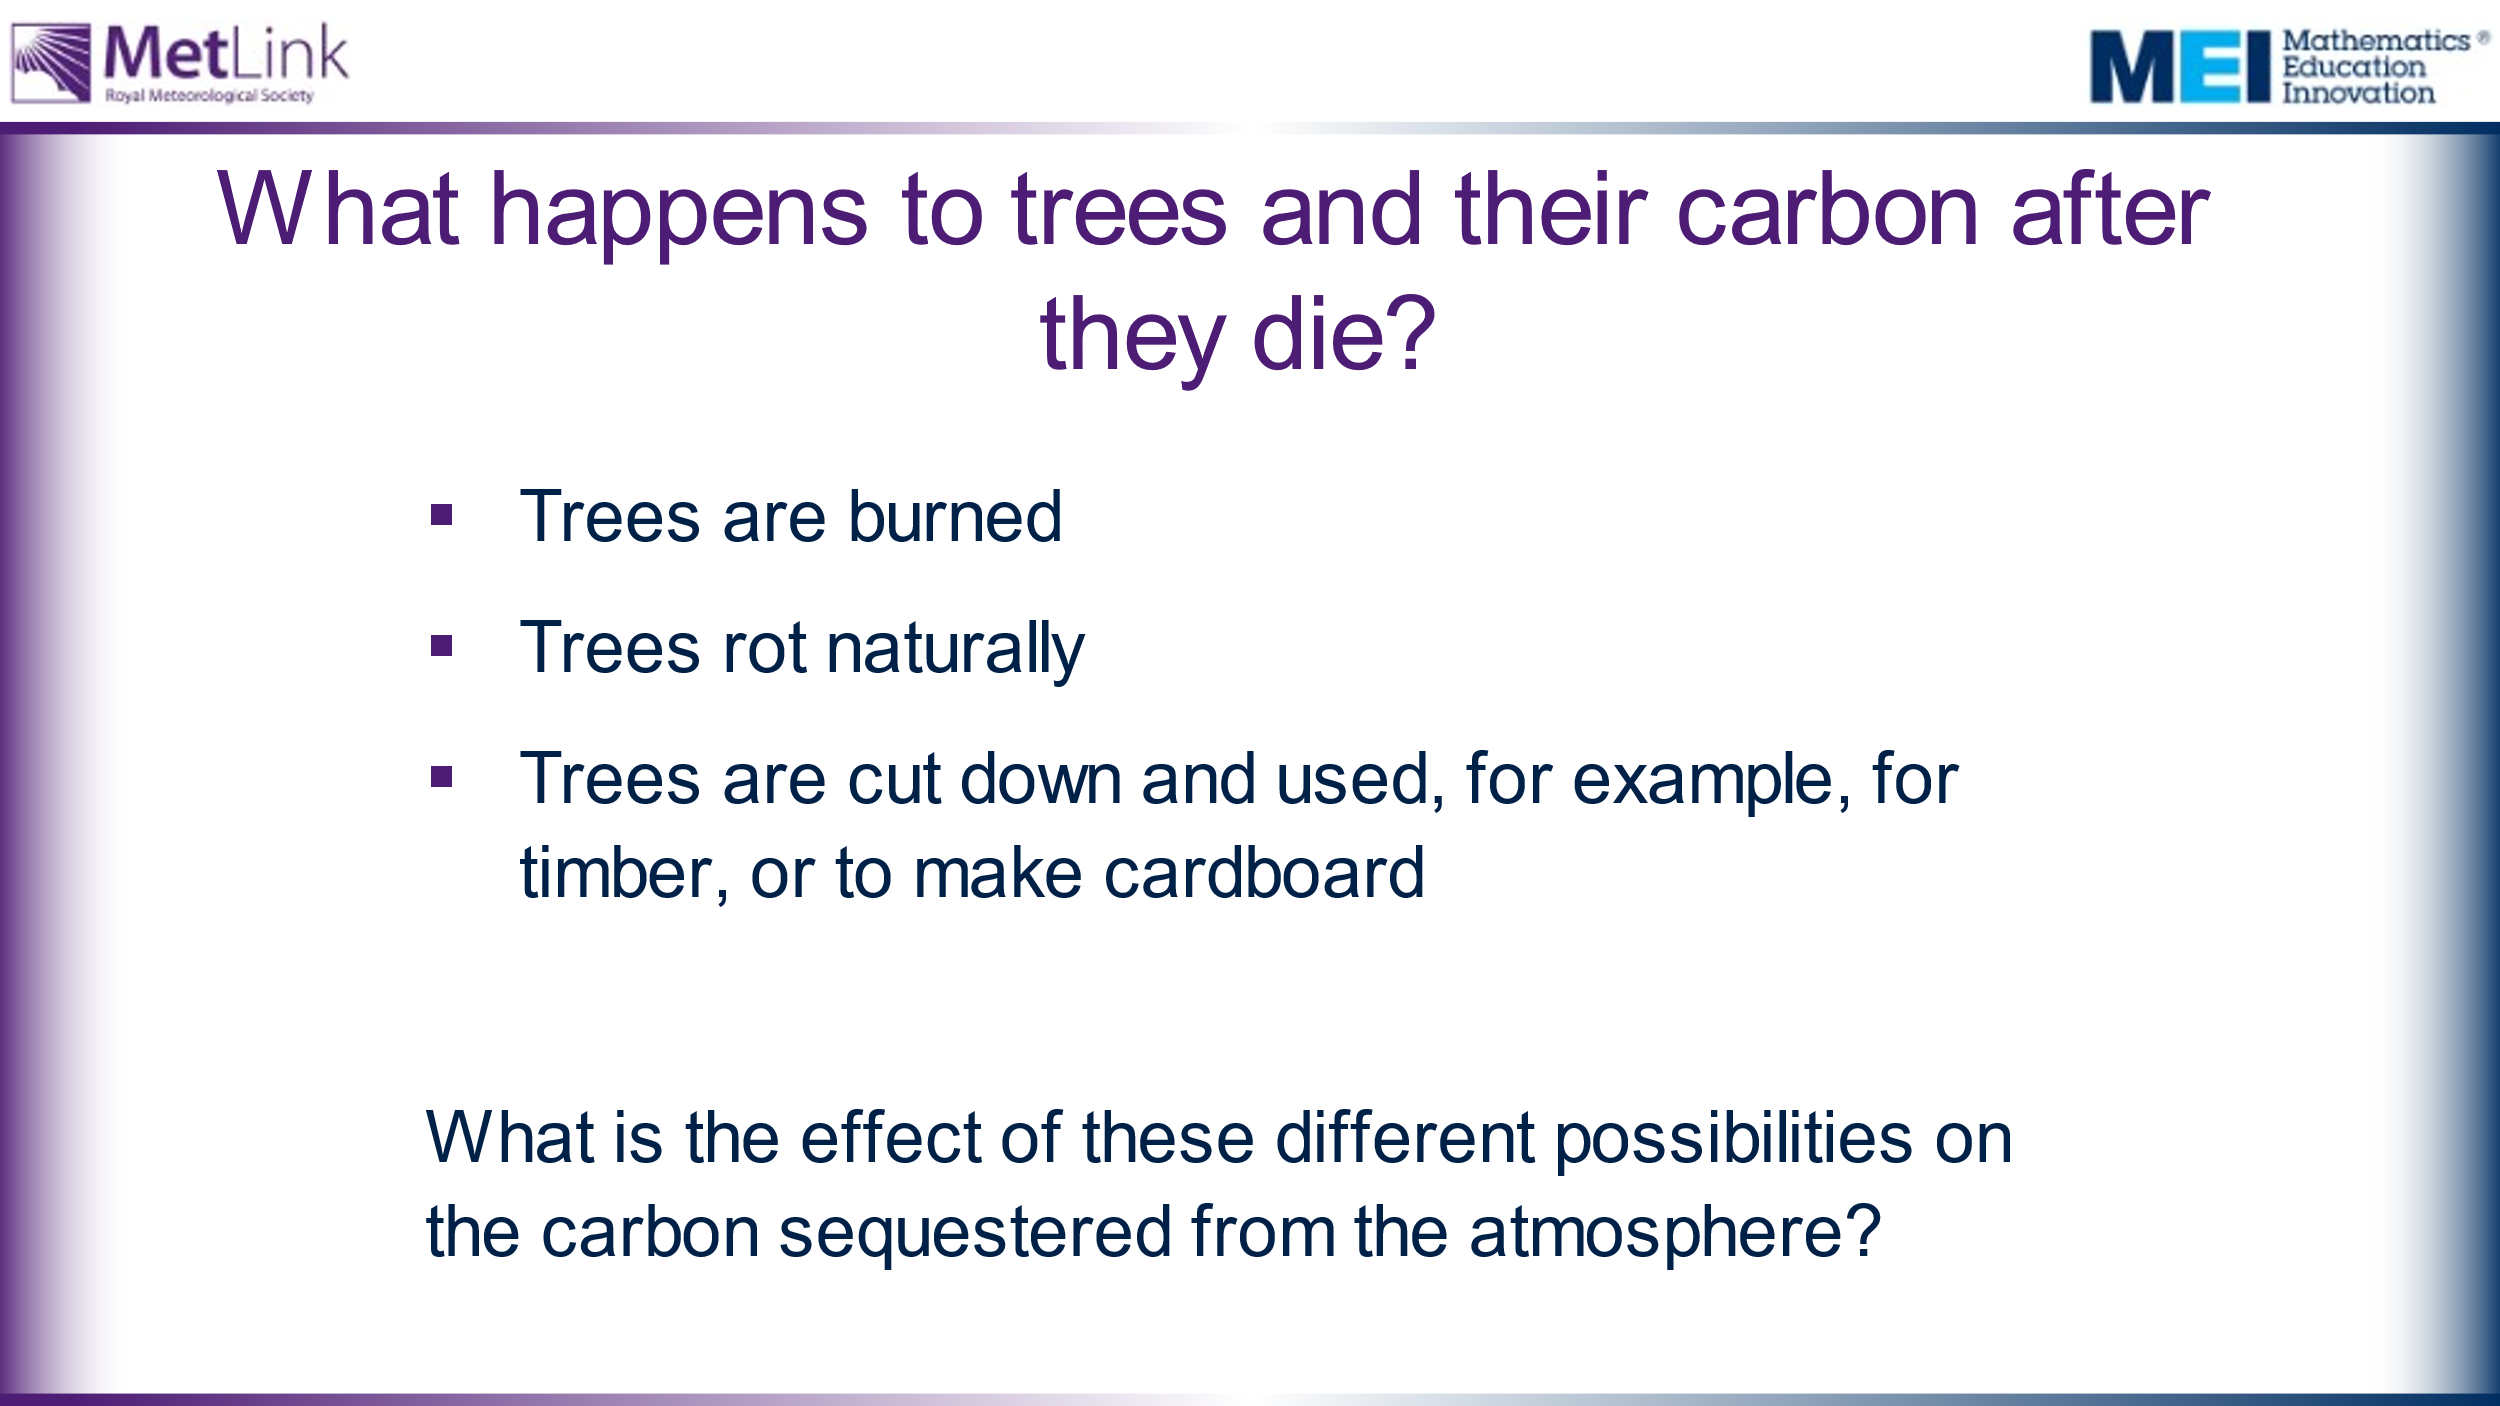 MetLink
Royal Meteorological Society
MEI Mathematics ®
Education
Innovation
What happens to trees and their carbon after
they die?
▪ Trees are burned
▪ Trees rot naturally
▪ Trees are cut down and used, for example, for
timber, or to make cardboard
What is the effect of these different possibilities on
the carbon sequestered from the atmosphere?